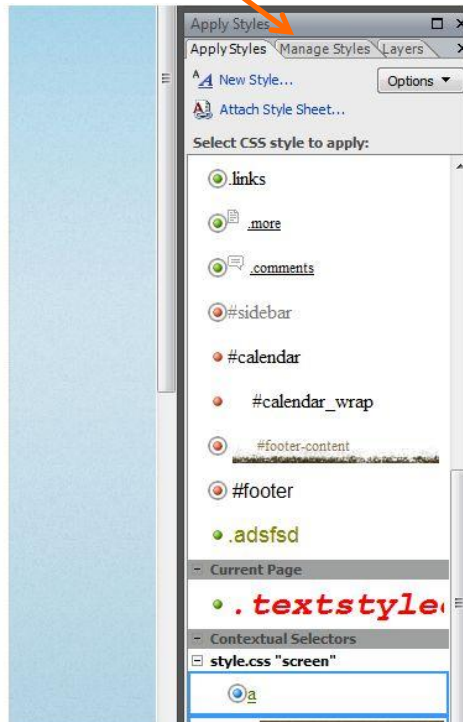 Apply Styles
Apply Styles Manage Styles Layers
New Style... Options
Attach Style Sheet...
Select CSS style to apply:
.links
.more
.comments
#sidebar
#calendar
#calendar_wrap
#footer-content
#footer
.adsfsd
Current Page
Contextual Selectors
style.css "screen"
a